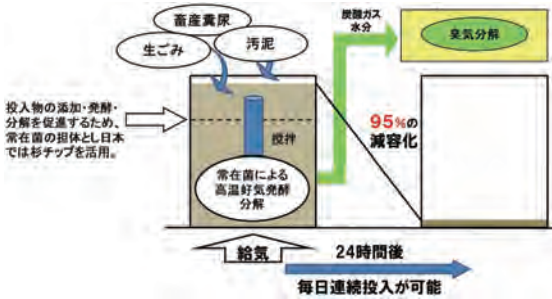 畜産糞尿
生ごみ
汚泥
炭酸ガス
水分
臭気分解
投入物の添加・発酵・
分解を促進するため、
常在菌の担体とし日本
では杉チップを活用。
撹拌
95%の
減容化
常在菌による
高温好気発酵
分解
給気
24時間後
毎日連続投入が可能